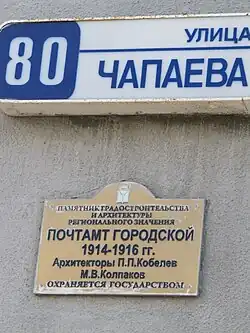 УЛИЦА
80
ЧАПАЕВА
ПАМЯТНИК ГРАДОСТРОИТЕЛЬСТВА
И АРХИТЕКТУРЫ
РЕГИОНАЛЬНОГО ЗНАЧЕНИЯ
ПОЧТАМТ ГОРОДСКОЙ
1914-1916 гг.
Архитекторы П.П.Кобелев
М.В.Колпаков
ОХРАНЯЕТСЯ ГОСУДАРСТВОМ